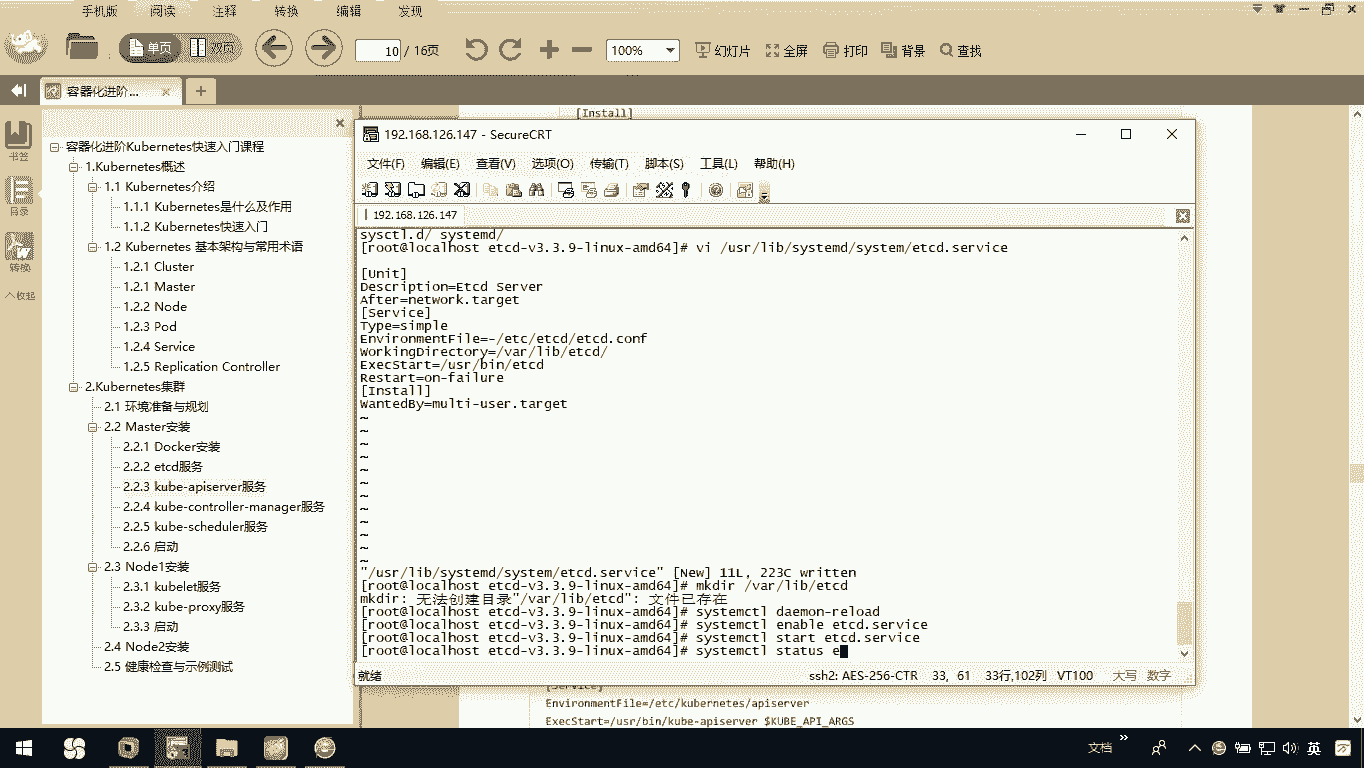 手机版 阅读 注释 转换 编辑 发现
单页 双页 10 / 16页 100% 幻灯片 全屏 打印 背景 查找
容器化进阶...
书签
目录
转换
收起
容器化进阶Kubernetes快速入门课程
1.Kubernetes概述
1.1 Kubernetes介绍
1.1.1 Kubernetes是什么及作用
1.1.2 Kubernetes快速入门
1.2 Kubernetes 基本架构与常用术语
1.2.1 Cluster
1.2.1 Master
1.2.2 Node
1.2.3 Pod
1.2.4 Service
1.2.5 Replication Controller
2.Kubernetes集群
2.1 环境准备与规划
2.2 Master安装
2.2.1 Docker安装
2.2.2 etcd服务
2.2.3 kube-apiserver服务
2.2.4 kube-controller-manager服务
2.2.5 kube-scheduler服务
2.2.6 启动
2.3 Node1安装
2.3.1 kubelet服务
2.3.2 kube-proxy服务
2.3.3 启动
2.4 Node2安装
2.5 健康检查与示例测试
[Install]
192.168.126.147 - SecureCRT
文件(F) 编辑(E) 查看(V) 选项(O) 传输(T) 脚本(S) 工具(L) 帮助(H)
192.168.126.147
sysctl.d/ systemd/
[root@localhost etcd-v3.3.9-linux-amd64]# vi /usr/lib/systemd/system/etcd.service
[Unit]
Description=Etcd Server
After=network.target
[Service]
Type=simple
EnvironmentFile=-/etc/etcd/etcd.conf
WorkingDirectory=/var/lib/etcd/
ExecStart=/usr/bin/etcd
Restart=on-failure
[Install]
WantedBy=multi-user.target
~
~
~
~
~
~
~
~
~
~
~
~
"/usr/lib/systemd/system/etcd.service" [New] 11L, 223C written
[root@localhost etcd-v3.3.9-linux-amd64]# mkdir /var/lib/etcd
mkdir: 无法创建目录"/var/lib/etcd": 文件已存在
[root@localhost etcd-v3.3.9-linux-amd64]# systemctl daemon-reload
[root@localhost etcd-v3.3.9-linux-amd64]# systemctl enable etcd.service
[root@localhost etcd-v3.3.9-linux-amd64]# systemctl start etcd.service
[root@localhost etcd-v3.3.9-linux-amd64]# systemctl status e
就绪 ssh2: AES-256-CTR 33, 61 33行,102列 VT100 大写 数字
[Service]
EnvironmentFile=/etc/kubernetes/apiserver
ExecStart=/usr/bin/kube-apiserver $KUBE_API_ARGS
文档 英